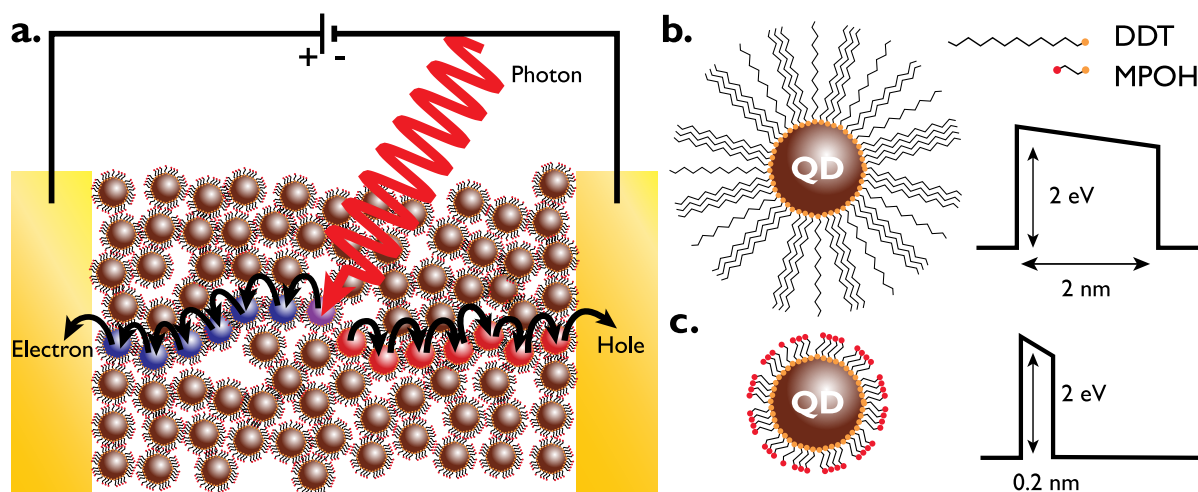 a.
+ -
Photon
Electron
Hole
b.
DDT
MPOH
QD
2 eV
2 nm
c.
QD
2 eV
0.2 nm